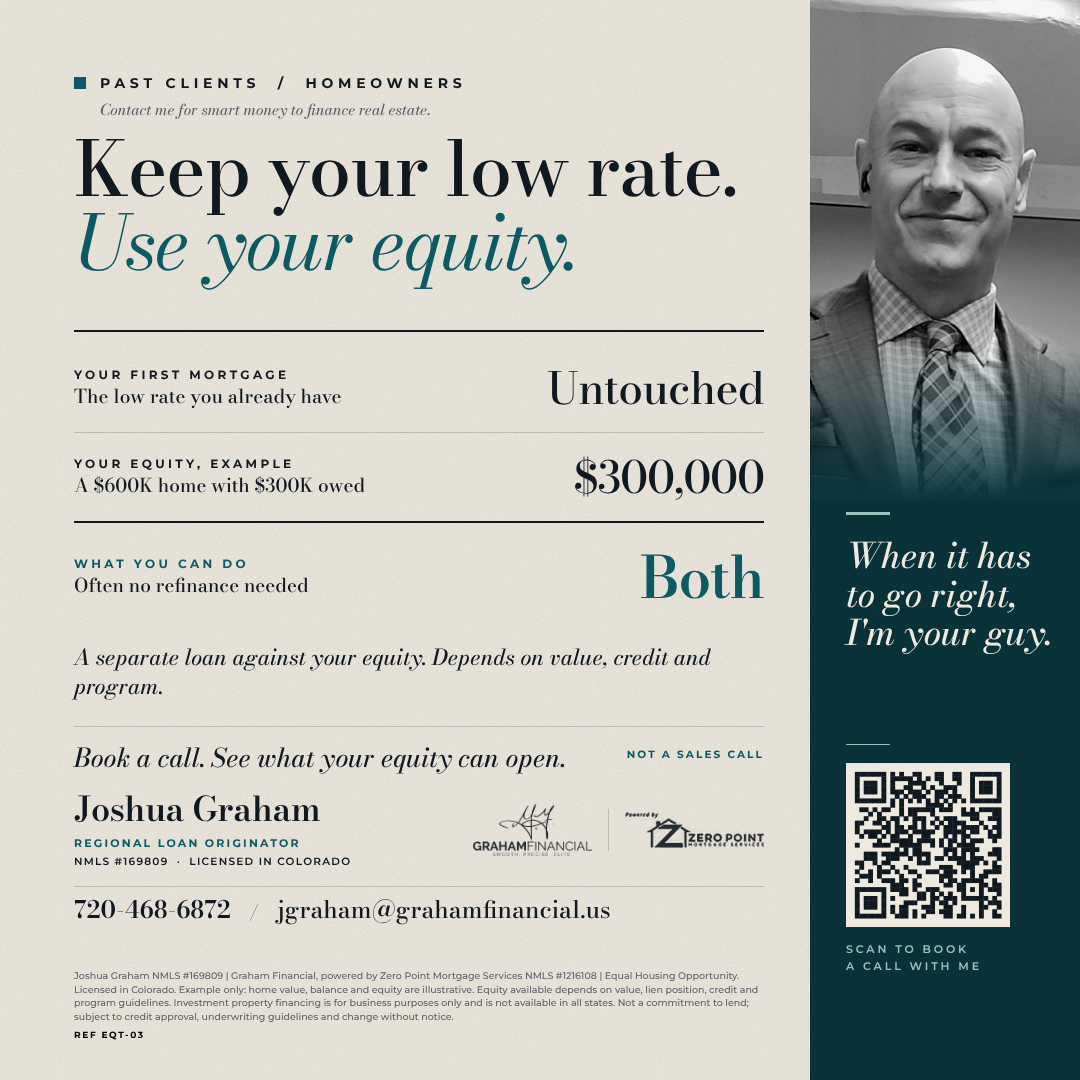 PAST CLIENTS / HOMEOWNERS
Contact me for smart money to finance real estate.
Keep your low rate.
Use your equity.
YOUR FIRST MORTGAGE
The low rate you already have
Untouched
YOUR EQUITY, EXAMPLE
A $600K home with $300K owed
$300,000
WHAT YOU CAN DO
Often no refinance needed
Both
A separate loan against your equity. Depends on value, credit and
program.
Book a call. See what your equity can open.
NOT A SALES CALL
Joshua Graham
REGIONAL LOAN ORIGINATOR
NMLS #169809 · LICENSED IN COLORADO
GRAHAMFINANCIAL
SMOOTH. PRECISE. ELITE.
Powered by
ZERO POINT
MORTGAGE SERVICES
720-468-6872 / jgraham@grahamfinancial.us
Joshua Graham NMLS #169809 | Graham Financial, powered by Zero Point Mortgage Services NMLS #1216108 | Equal Housing Opportunity.
Licensed in Colorado. Example only: home value, balance and equity are illustrative. Equity available depends on value, lien position, credit and
program guidelines. Investment property financing is for business purposes only and is not available in all states. Not a commitment to lend;
subject to credit approval, underwriting guidelines and change without notice.
REF EQT-03
When it has
to go right,
I'm your guy.
SCAN TO BOOK
A CALL WITH ME